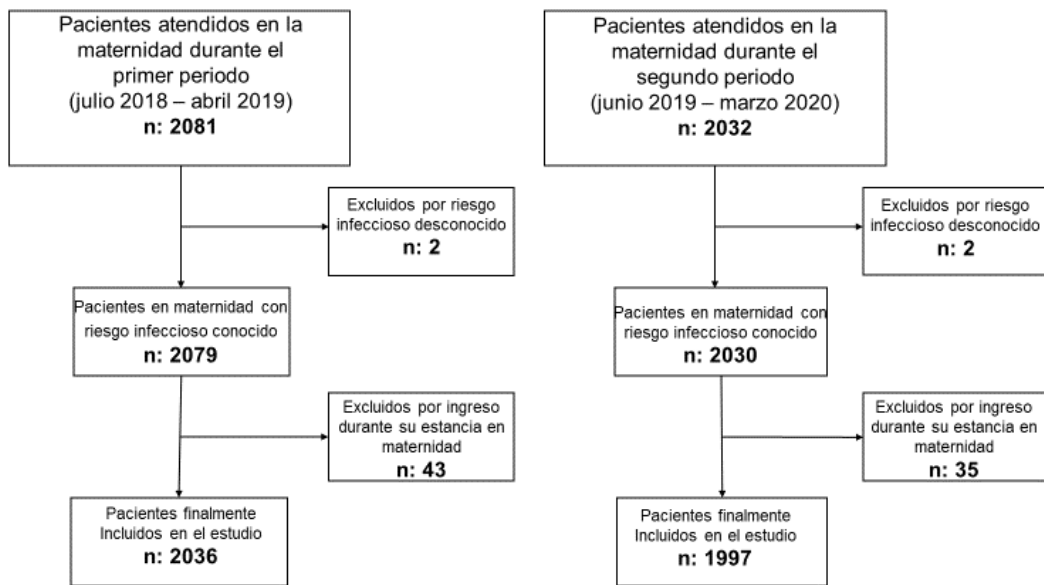 Pacientes atendidos en la
maternidad durante el
primer periodo
(julio 2018 – abril 2019)
n: 2081
Excluidos por riesgo
infeccioso desconocido
n: 2
Pacientes en maternidad con
riesgo infeccioso conocido
n: 2079
Excluidos por ingreso
durante su estancia en
maternidad
n: 43
Pacientes finalmente
Incluidos en el estudio
n: 2036
Pacientes atendidos en la
maternidad durante el
segundo periodo
(junio 2019 – marzo 2020)
n: 2032
Excluidos por riesgo
infeccioso desconocido
n: 2
Pacientes en maternidad con
riesgo infeccioso conocido
n: 2030
Excluidos por ingreso
durante su estancia en
maternidad
n: 35
Pacientes finalmente
Incluidos en el estudio
n: 1997